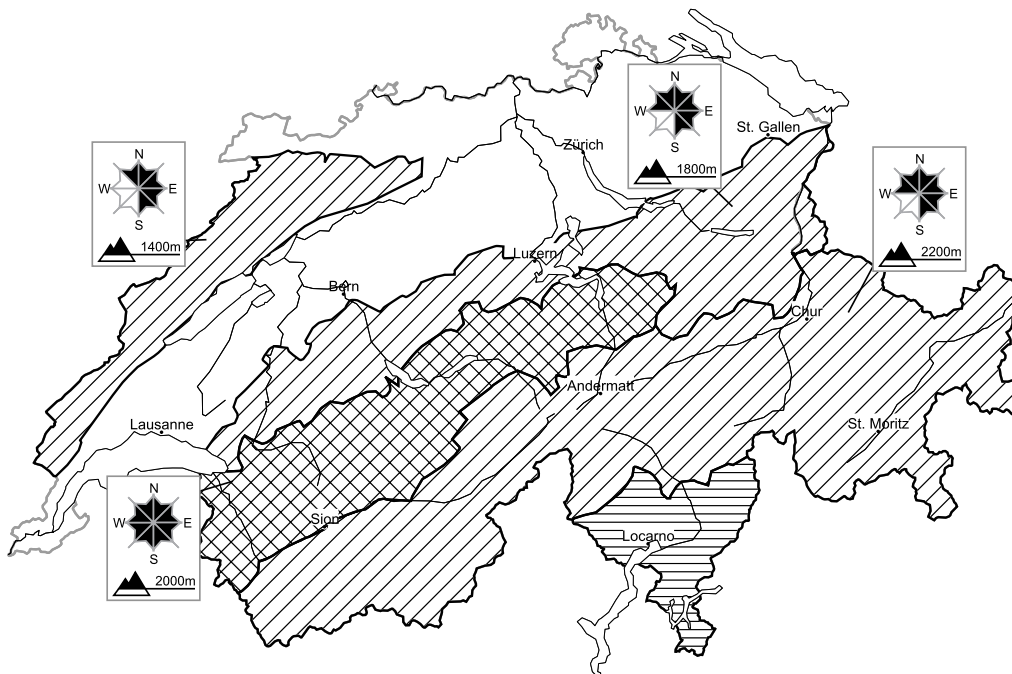 N
W E
S
1800m
St. Gallen
Zürich
N
W E
S
1400m
N
W E
S
2200m
Luzern
Bern
Chur
Andermatt
Lausanne
St. Moritz
N
W E
S
2000m
Sion
Locarno